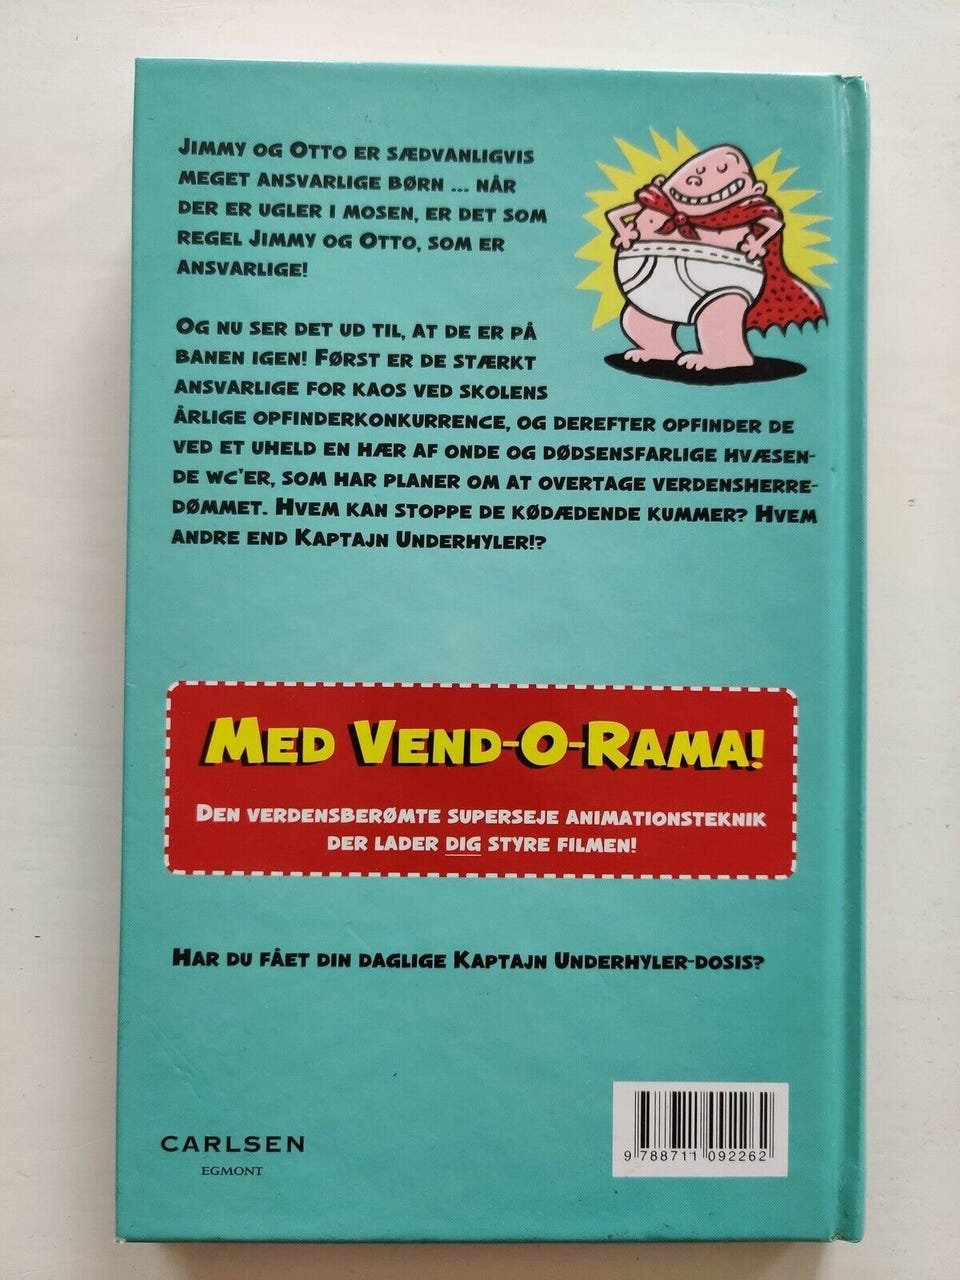 Jimmy og Otto er sædvanligvis
meget ansvarlige børn ... når
der er ugler i mosen, er det som
regel Jimmy og Otto, som er
ansvarlige!
Og nu ser det ud til, at de er på
banen igen! Først er de stærkt
ansvarlige for kaos ved skolens
årlige opfinderkonkurrence, og derefter opfinder de
ved et uheld en hær af onde og dødsensfarlige hvæsen-
de wc'er, som har planer om at overtage verdensherre-
dømmet. Hvem kan stoppe de kødædende kummer? Hvem
andre end Kaptajn Underhyler!?
Med Vend-O-Rama!
Den verdensberømte superseje animationsteknik
der lader dig styre filmen!
Har du fået din daglige Kaptajn Underhyler-dosis?
CARLSEN
EGMONT
9 788711 092262